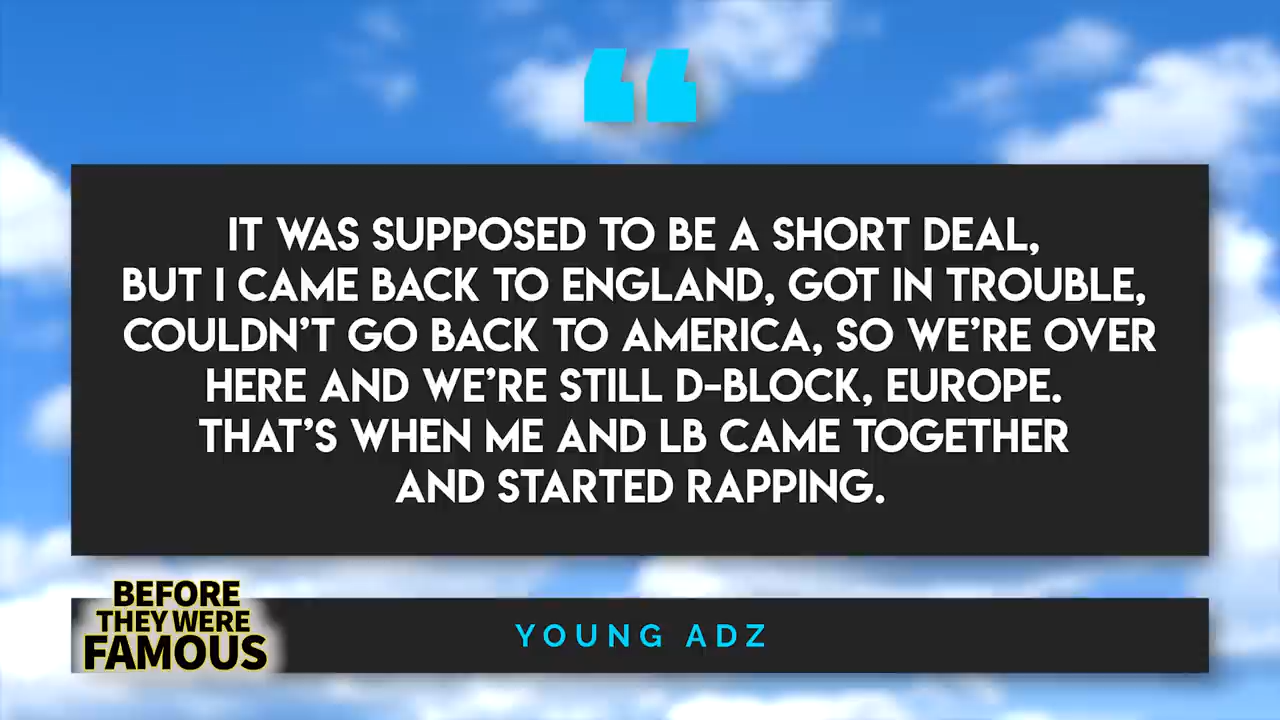 IT WAS SUPPOSED TO BE A SHORT DEAL,
BUT I CAME BACK TO ENGLAND, GOT IN TROUBLE,
COULDN'T GO BACK TO AMERICA, SO WE'RE OVER
HERE AND WE'RE STILL D-BLOCK, EUROPE.
THAT'S WHEN ME AND LB CAME TOGETHER
AND STARTED RAPPING.
BEFORE
THEY WERE
FAMOUS
YOUNG ADZ